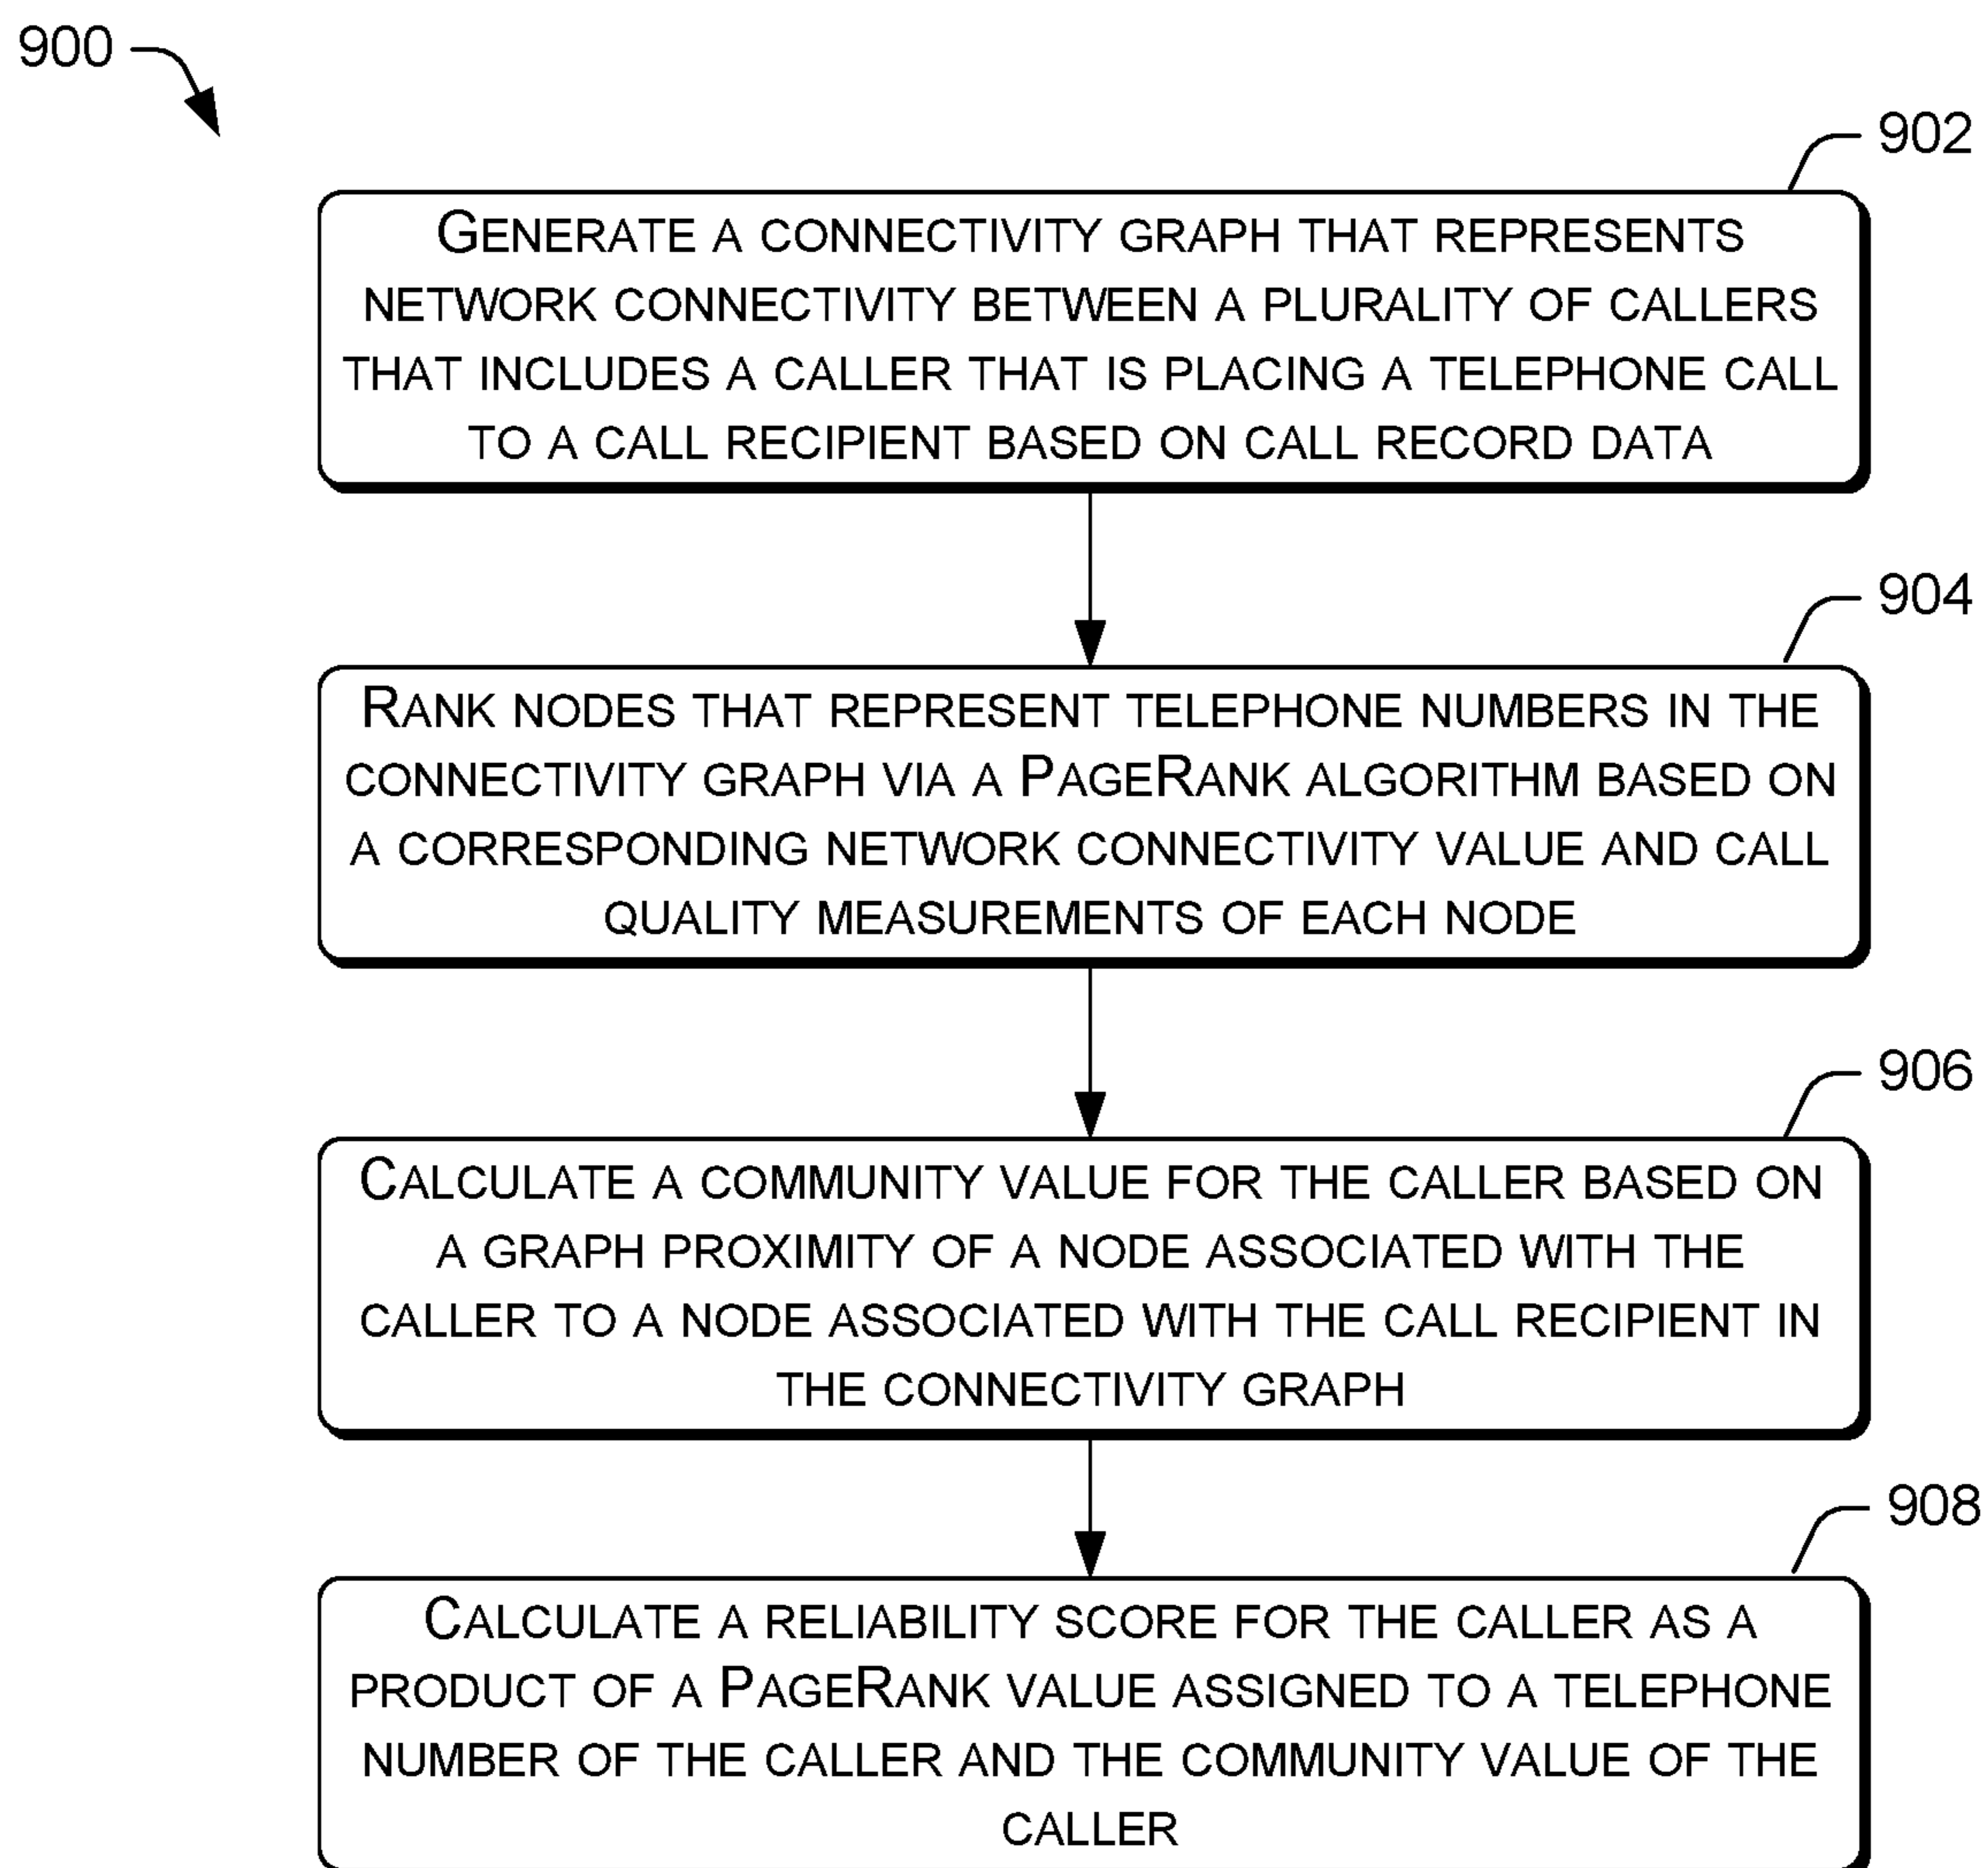 900
902
GENERATE A CONNECTIVITY GRAPH THAT REPRESENTS
NETWORK CONNECTIVITY BETWEEN A PLURALITY OF CALLERS
THAT INCLUDES A CALLER THAT IS PLACING A TELEPHONE CALL
TO A CALL RECIPIENT BASED ON CALL RECORD DATA
904
RANK NODES THAT REPRESENT TELEPHONE NUMBERS IN THE
CONNECTIVITY GRAPH VIA A PAGERANK ALGORITHM BASED ON
A CORRESPONDING NETWORK CONNECTIVITY VALUE AND CALL
QUALITY MEASUREMENTS OF EACH NODE
906
CALCULATE A COMMUNITY VALUE FOR THE CALLER BASED ON
A GRAPH PROXIMITY OF A NODE ASSOCIATED WITH THE
CALLER TO A NODE ASSOCIATED WITH THE CALL RECIPIENT IN
THE CONNECTIVITY GRAPH
908
CALCULATE A RELIABILITY SCORE FOR THE CALLER AS A
PRODUCT OF A PAGERANK VALUE ASSIGNED TO A TELEPHONE
NUMBER OF THE CALLER AND THE COMMUNITY VALUE OF THE
CALLER